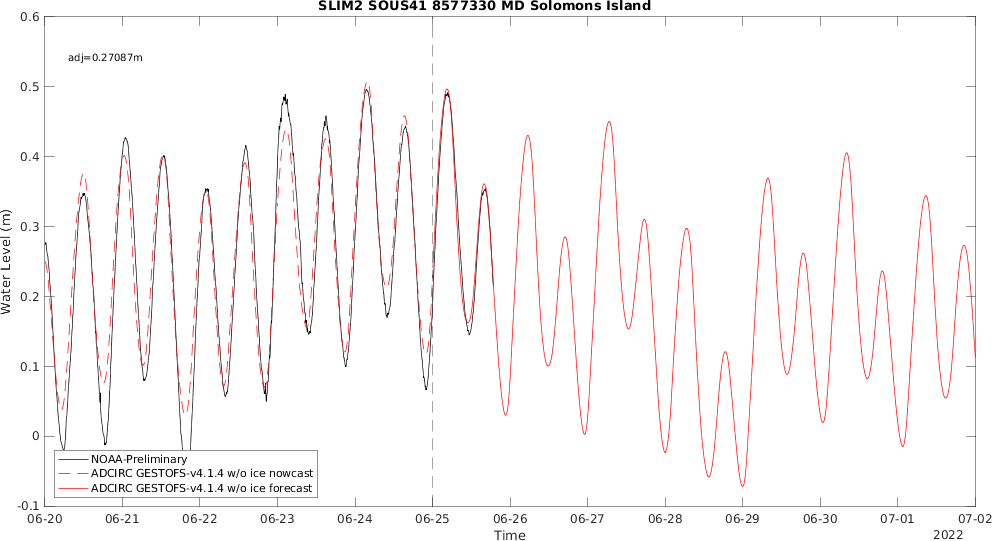 SLIM2 SOUS41 8577330 MD Solomons Island
0.6
adj=0.27087m
0.5
0.4
0.3
0.2
0.1
0
-0.1
Water Level (m)
NOAA-Preliminary
ADCIRC GESTOFS-v4.1.4 w/o ice nowcast
ADCIRC GESTOFS-v4.1.4 w/o ice forecast
06-20 06-21 06-22 06-23 06-24 06-25 06-26 06-27 06-28 06-29 06-30 07-01 07-02
Time
2022